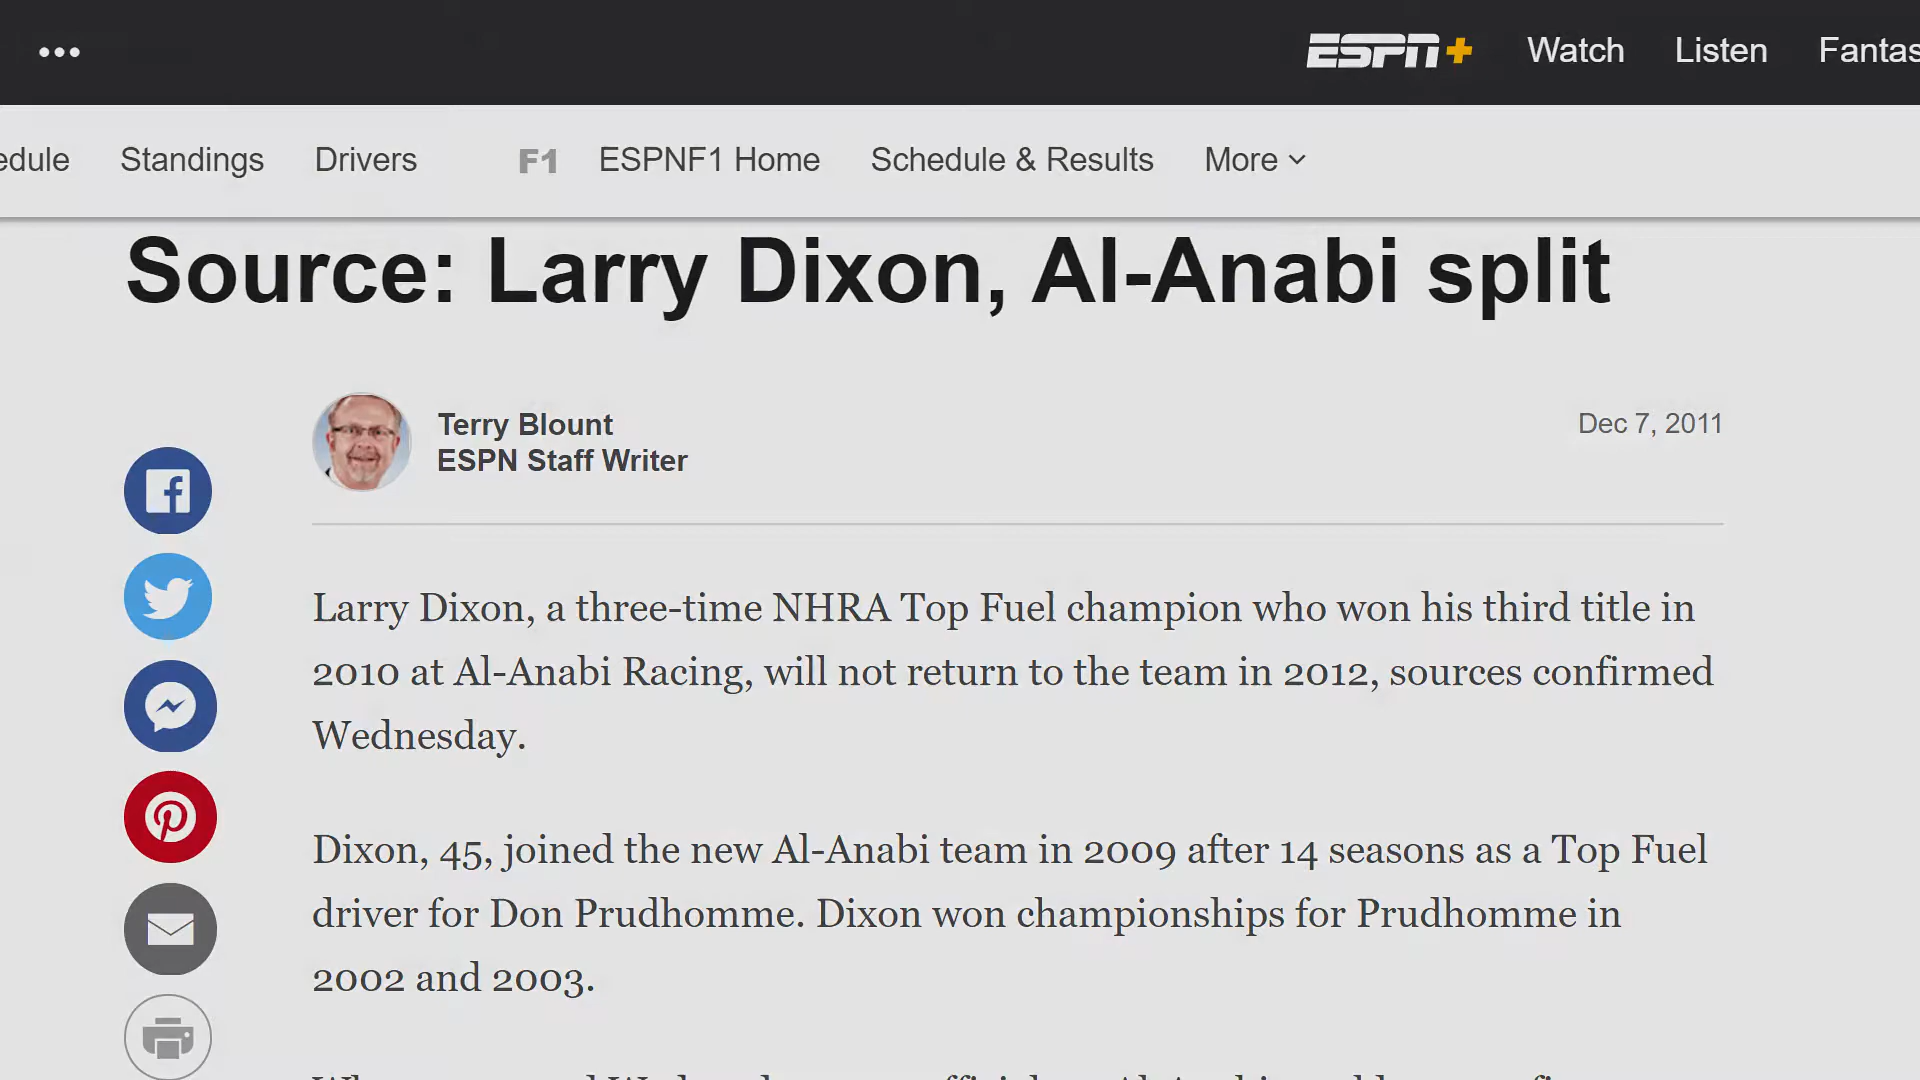 ESPN+ Watch Listen
Standings Drivers F1 ESPNF1 Home Schedule & Results More
Source: Larry Dixon, Al-Anabi split
Terry Blount
ESPN Staff Writer
Dec 7, 2011
Larry Dixon, a three-time NHRA Top Fuel champion who won his third title in
2010 at Al-Anabi Racing, will not return to the team in 2012, sources confirmed
Wednesday.
Dixon, 45, joined the new Al-Anabi team in 2009 after 14 seasons as a Top Fuel
driver for Don Prudhomme. Dixon won championships for Prudhomme in
2002 and 2003.